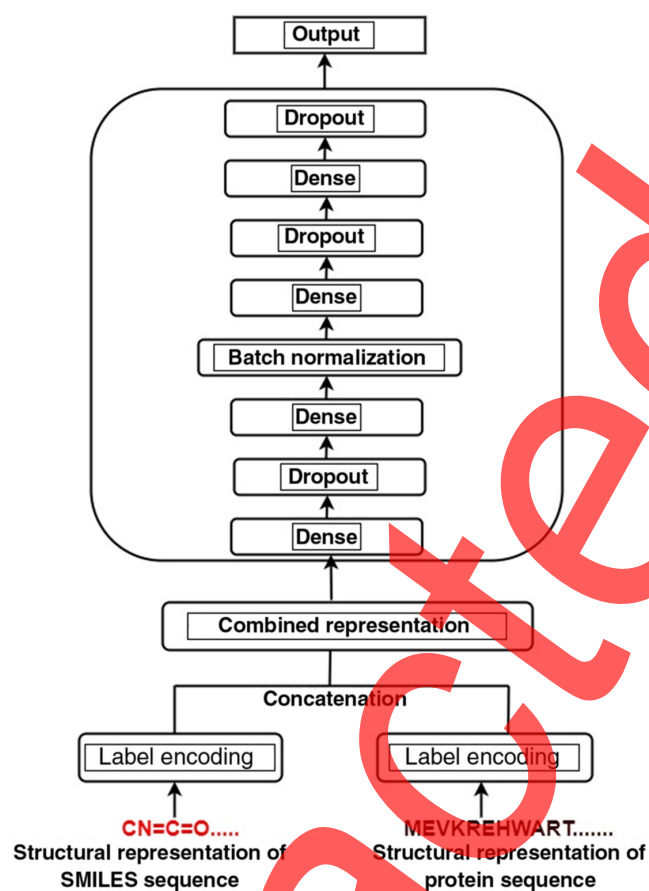 Output
Dropout
Dense
Dropout
Dense
Batch normalization
Dense
Dropout
Dense
Combined representation
Concatenation
Label encoding
Label encoding
CN=C=O.....
MEVKREHWART.......
Structural representation of
SMILES sequence
Structural representation of
protein sequence